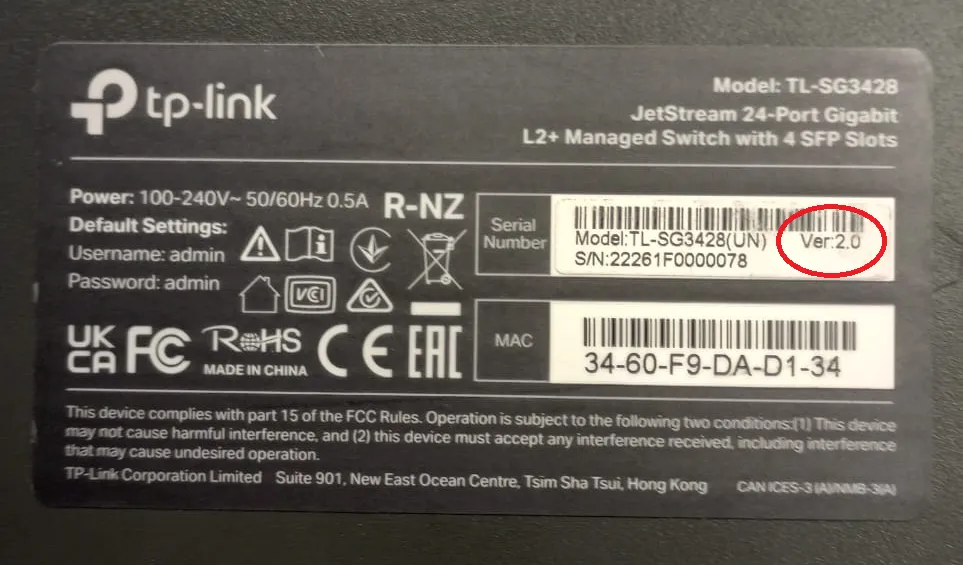 tp-link
Model: TL-SG3428
JetStream 24-Port Gigabit
L2+ Managed Switch with 4 SFP Slots
Power: 100-240V~ 50/60Hz 0.5A
R-NZ
Default Settings:
Username: admin
Password: admin
Serial Number
Model:TL-SG3428(UN) Ver:2.0
S/N:22261F0000078
VCI
UK CA
FC
RoHS
MADE IN CHINA
CE
EAC
MAC
34-60-F9-DA-D1-34
This device complies with part 15 of the FCC Rules. Operation is subject to the following two conditions:(1) This device
may not cause harmful interference, and (2) this device must accept any interference received, including interference
that may cause undesired operation.
TP-Link Corporation Limited Suite 901, New East Ocean Centre, Tsim Sha Tsui, Hong Kong
CAN ICES-3 (A)/NMB-3(A)